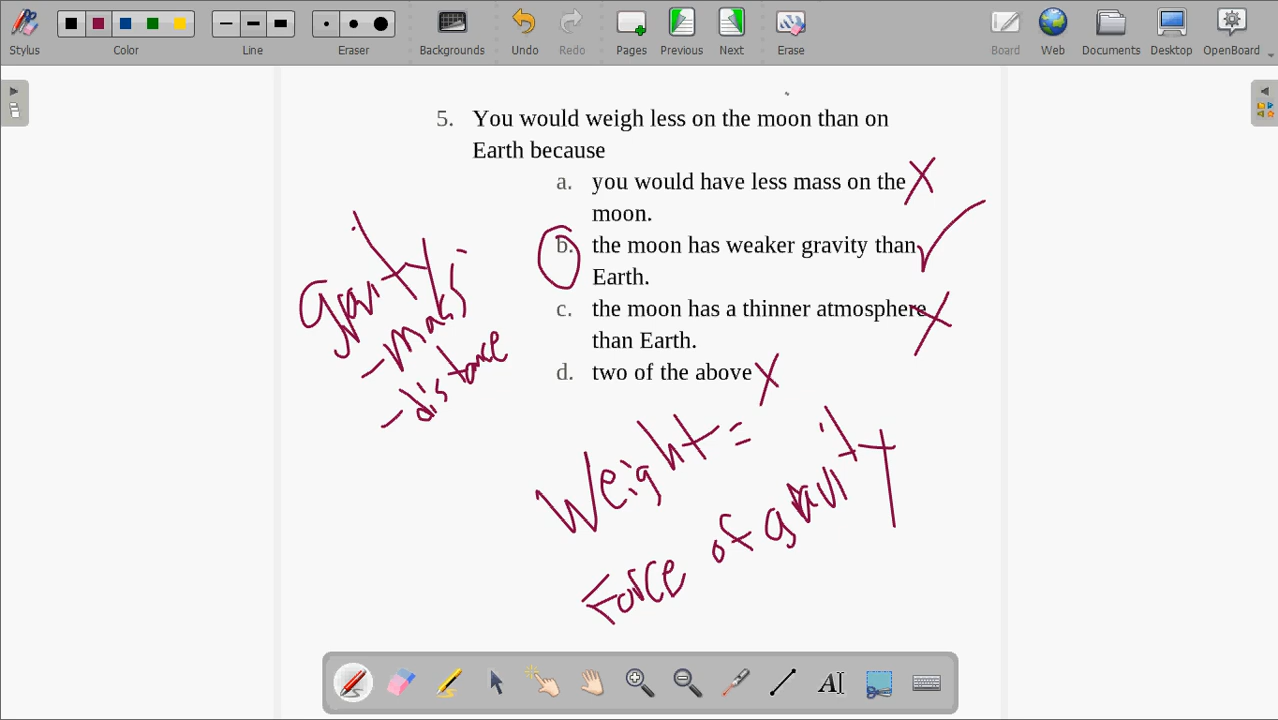 Stylus
Color
Line
Eraser
Backgrounds
Undo
Redo
Pages
Previous
Next
Erase
Board
Web
Documents
Desktop
OpenBoard
5. You would weigh less on the moon than on
Earth because
a. you would have less mass on the
moon.
b. the moon has weaker gravity than
Earth.
c. the moon has a thinner atmosphere
than Earth.
d. two of the above
gravity
- mass
- distance
Weight =
Force of gravity
AI